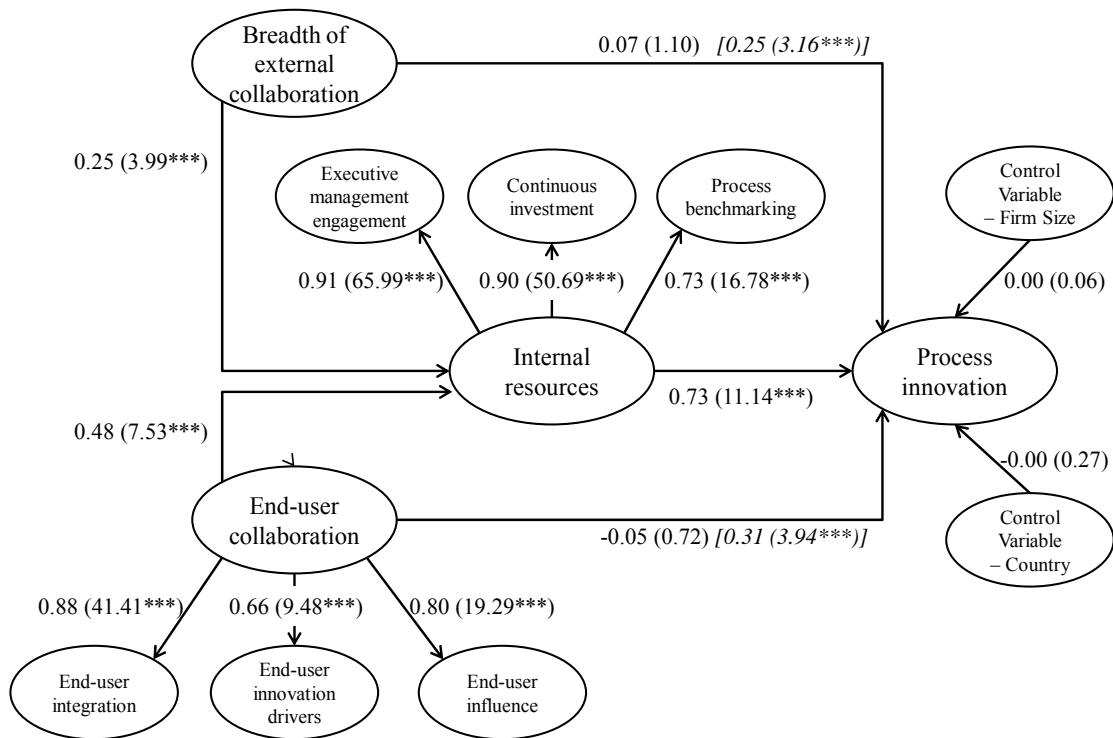 Breadth of
external
collaboration
0.07 (1.10) [0.25 (3.16***)]
0.25 (3.99***)
Executive
management
engagement
Continuous
investment
Process
benchmarking
Control
Variable
– Firm Size
0.91 (65.99***)
0.90 (50.69***)
0.73 (16.78***)
0.00 (0.06)
Internal
resources
Process
innovation
0.73 (11.14***)
0.48 (7.53***)
-0.00 (0.27)
End-user
collaboration
-0.05 (0.72) [0.31 (3.94***)]
Control
Variable
– Country
0.88 (41.41***)
0.66 (9.48***)
0.80 (19.29***)
End-user
integration
End-user
innovation
drivers
End-user
influence